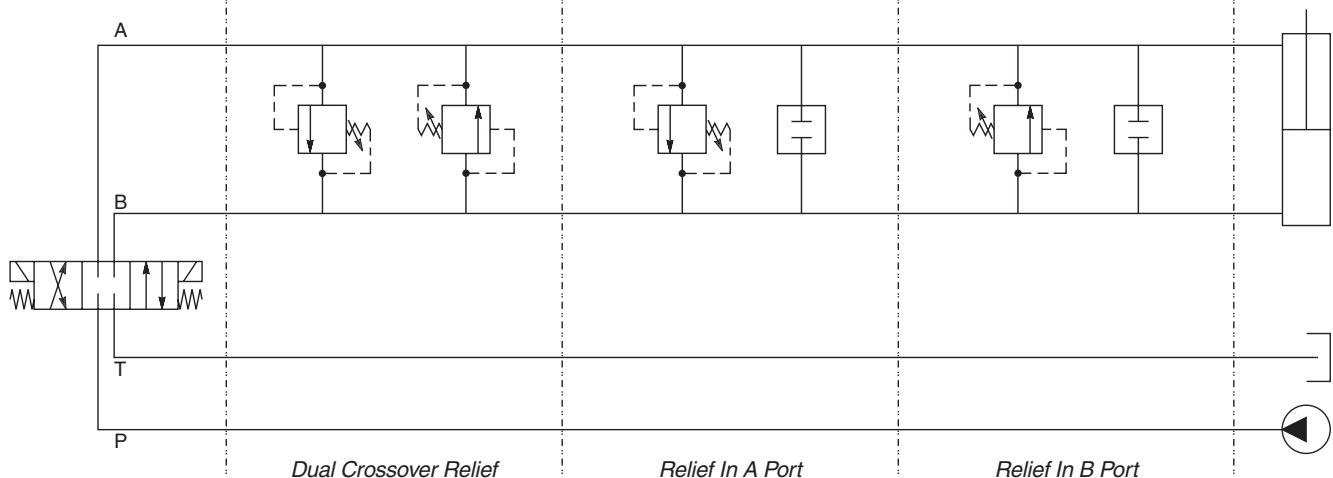 A
B
T
P
Dual Crossover Relief
Relief In A Port
Relief In B Port